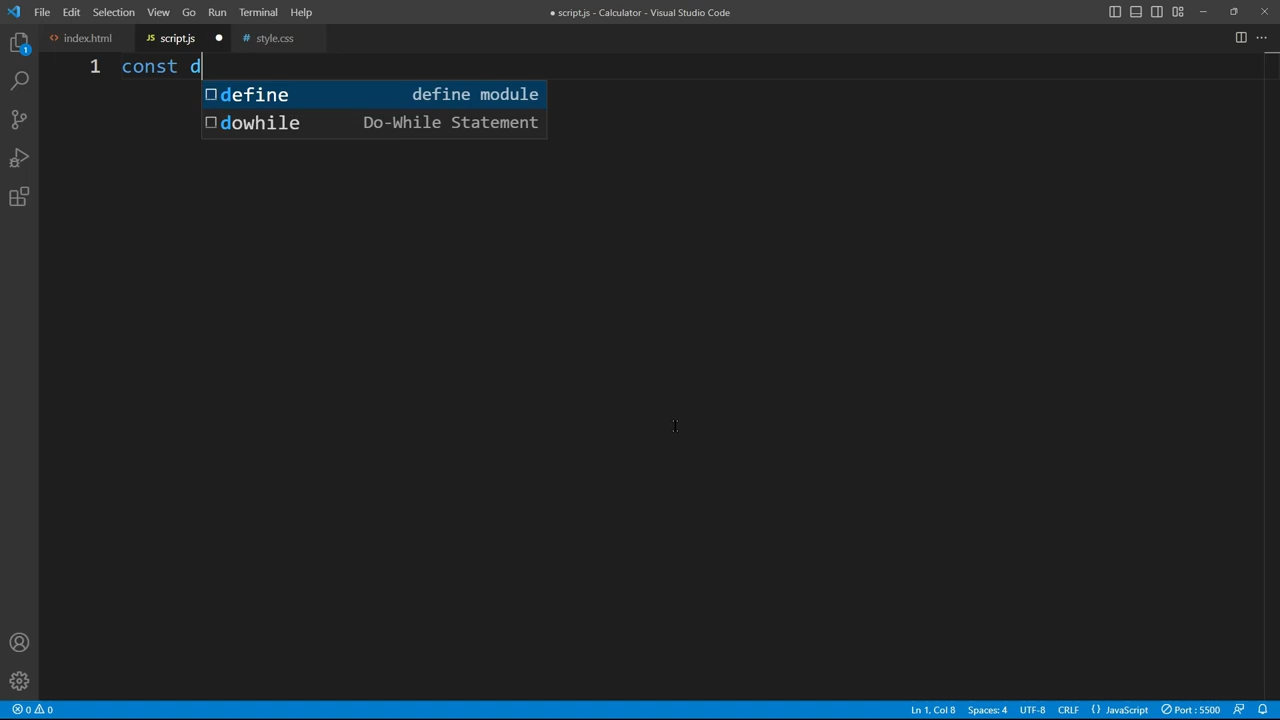 File Edit Selection View Go Run Terminal Help
● script.js - Calculator - Visual Studio Code
1
<> index.html
JS script.js ●
# style.css
1 const d
define define module
dowhile Do-While Statement
0 0
Ln 1, Col 8 Spaces: 4 UTF-8 CRLF {} JavaScript Port : 5500